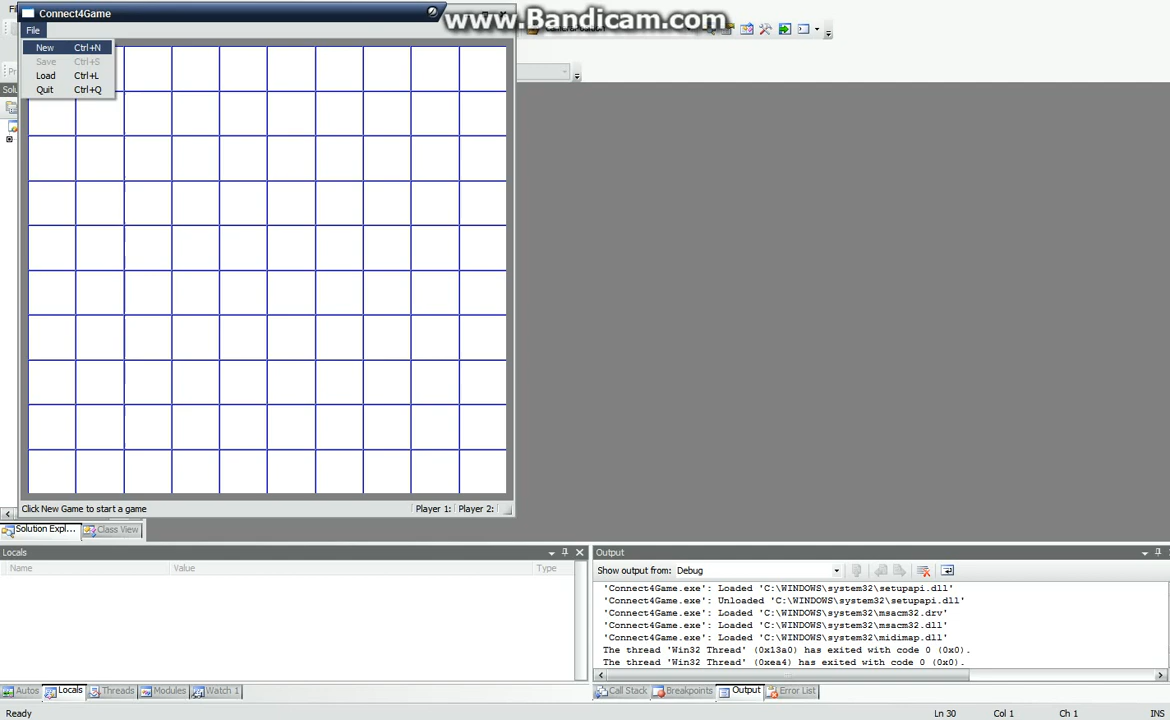 Connect4Game
www.Bandicam.com
File
New Ctrl+N
Save Ctrl+S
Load Ctrl+L
Quit Ctrl+Q
Click New Game to start a game
Player 1: Player 2:
Solution Expl...
Class View
Locals
Name Value Type
Autos
Locals
Threads
Modules
Watch 1
Output
Show output from: Debug
'Connect4Game.exe': Loaded 'C:\WINDOWS\system32\setupapi.dll'
'Connect4Game.exe': Unloaded 'C:\WINDOWS\system32\setupapi.dll'
'Connect4Game.exe': Loaded 'C:\WINDOWS\system32\msacm32.drv'
'Connect4Game.exe': Loaded 'C:\WINDOWS\system32\msacm32.dll'
'Connect4Game.exe': Loaded 'C:\WINDOWS\system32\midimap.dll'
The thread 'Win32 Thread' (0x13a0) has exited with code 0 (0x0).
The thread 'Win32 Thread' (0xea4) has exited with code 0 (0x0).
Call Stack
Breakpoints
Output
Error List
Ready
Ln 30 Col 1 Ch 1 INS